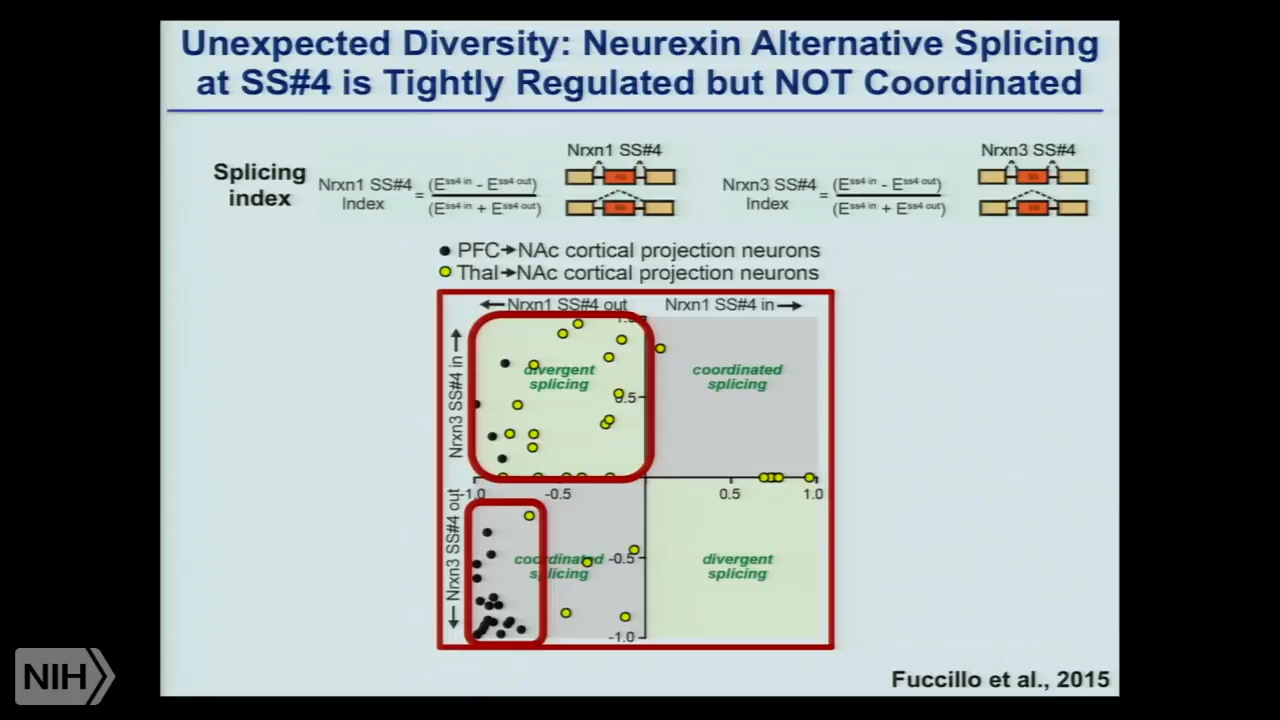 Unexpected Diversity: Neurexin Alternative Splicing
at SS#4 is Tightly Regulated but NOT Coordinated
Splicing
index
Nrxn1 SS#4
Index
=
(E^ss4 in - E^ss4 out)
(E^ss4 in + E^ss4 out)
Nrxn1 SS#4
Nrxn3 SS#4
Index
=
(E^ss4 in - E^ss4 out)
(E^ss4 in + E^ss4 out)
Nrxn3 SS#4
● PFC→NAc cortical projection neurons
Thal→NAc cortical projection neurons
←Nrxn1 SS#4 out
Nrxn1 SS#4 in→
Nrxn3 SS#4 in→
←Nrxn3 SS#4 out
1.0
divergent
splicing
coordinated
splicing
0.5
-1.0
-0.5
0.5
1.0
coordinated
splicing
-0.5
divergent
splicing
-1.0
NIH
Fuccillo et al., 2015